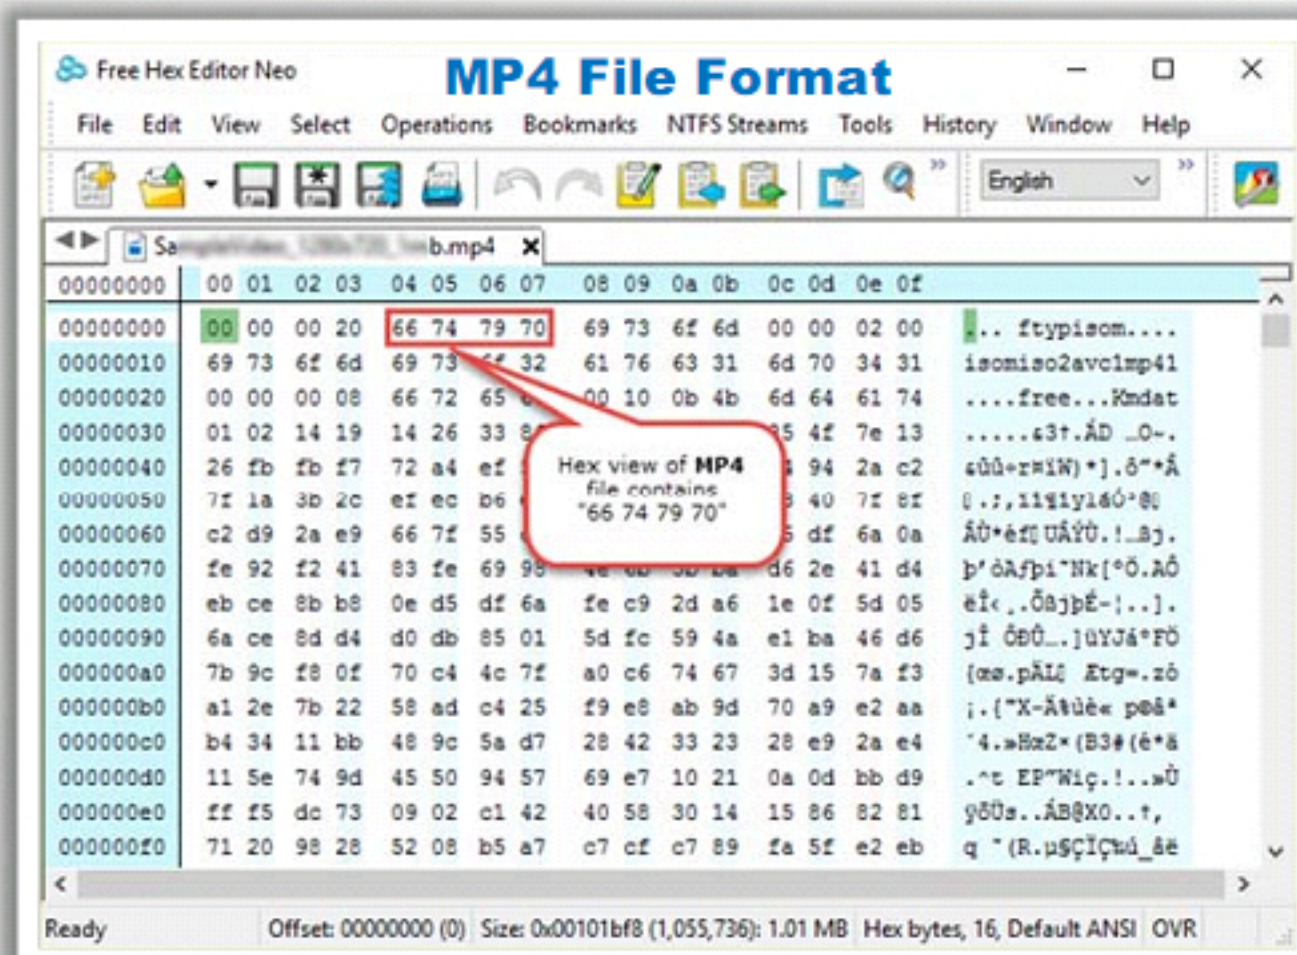 Free Hex Editor Neo
MP4 File Format
File Edit View Select Operations Bookmarks NTFS Streams Tools History Window Help
English
Sa b.mp4
00000000 00 01 02 03 04 05 06 07 08 09 0a 0b 0c 0d 0e 0f
00000000 00 00 00 20 66 74 79 70 69 73 6f 6d 00 00 02 00 ... ftypisom....
00000010 69 73 6f 6d 69 73 6f 32 61 76 63 31 6d 70 34 31 isomiso2avc1mp41
00000020 00 00 00 08 66 72 65 00 10 0b 4b 6d 64 61 74 ....free...Kmdat
00000030 01 02 14 19 14 26 33 4f 7e 13
00000040 26 fb fb f7 72 a4 ef 94 2a c2
Hex view of MP4
file contains
"66 74 79 70"
00000050 7f 1a 3b 2c ef ec b6 40 7f 8f
00000060 c2 d9 2a e9 66 7f 55 df 6a 0a
00000070 fe 92 f2 41 83 fe 69 98 d6 2e 41 d4
00000080 eb ce 8b b8 0e d5 df 6a fe c9 2d a6 1e 0f 5d 05
00000090 6a ce 8d d4 d0 db 85 01 5d fc 59 4a e1 ba 46 d6
000000a0 7b 9c f8 0f 70 c4 4c 7f a0 c6 74 67 3d 15 7a f3
000000b0 a1 2e 7b 22 58 ad c4 25 f9 e8 ab 9d 70 a9 e2 aa
000000c0 b4 34 11 bb 48 9c 5a d7 28 42 33 23 28 e9 2a e4
000000d0 11 5e 74 9d 45 50 94 57 69 e7 10 21 0a 0d bb d9
000000e0 ff f5 dc 73 09 02 c1 42 40 58 30 14 15 86 82 81
000000f0 71 20 98 28 52 08 b5 a7 c7 cf c7 89 fa 5f e2 eb
Ready Offset: 00000000 (0) Size: 0x00101bf8 (1,055,736): 1.01 MB Hex bytes, 16, Default ANSI OVR